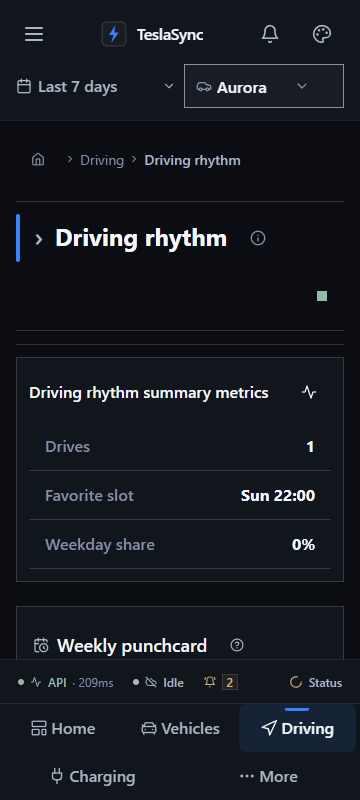 TeslaSync
Last 7 days
Aurora
Driving
Driving rhythm
Driving rhythm
Driving rhythm summary metrics
Drives 1
Favorite slot Sun 22:00
Weekday share 0%
Weekly punchcard
API · 209ms Idle 2 Status
Home Vehicles Driving
Charging More